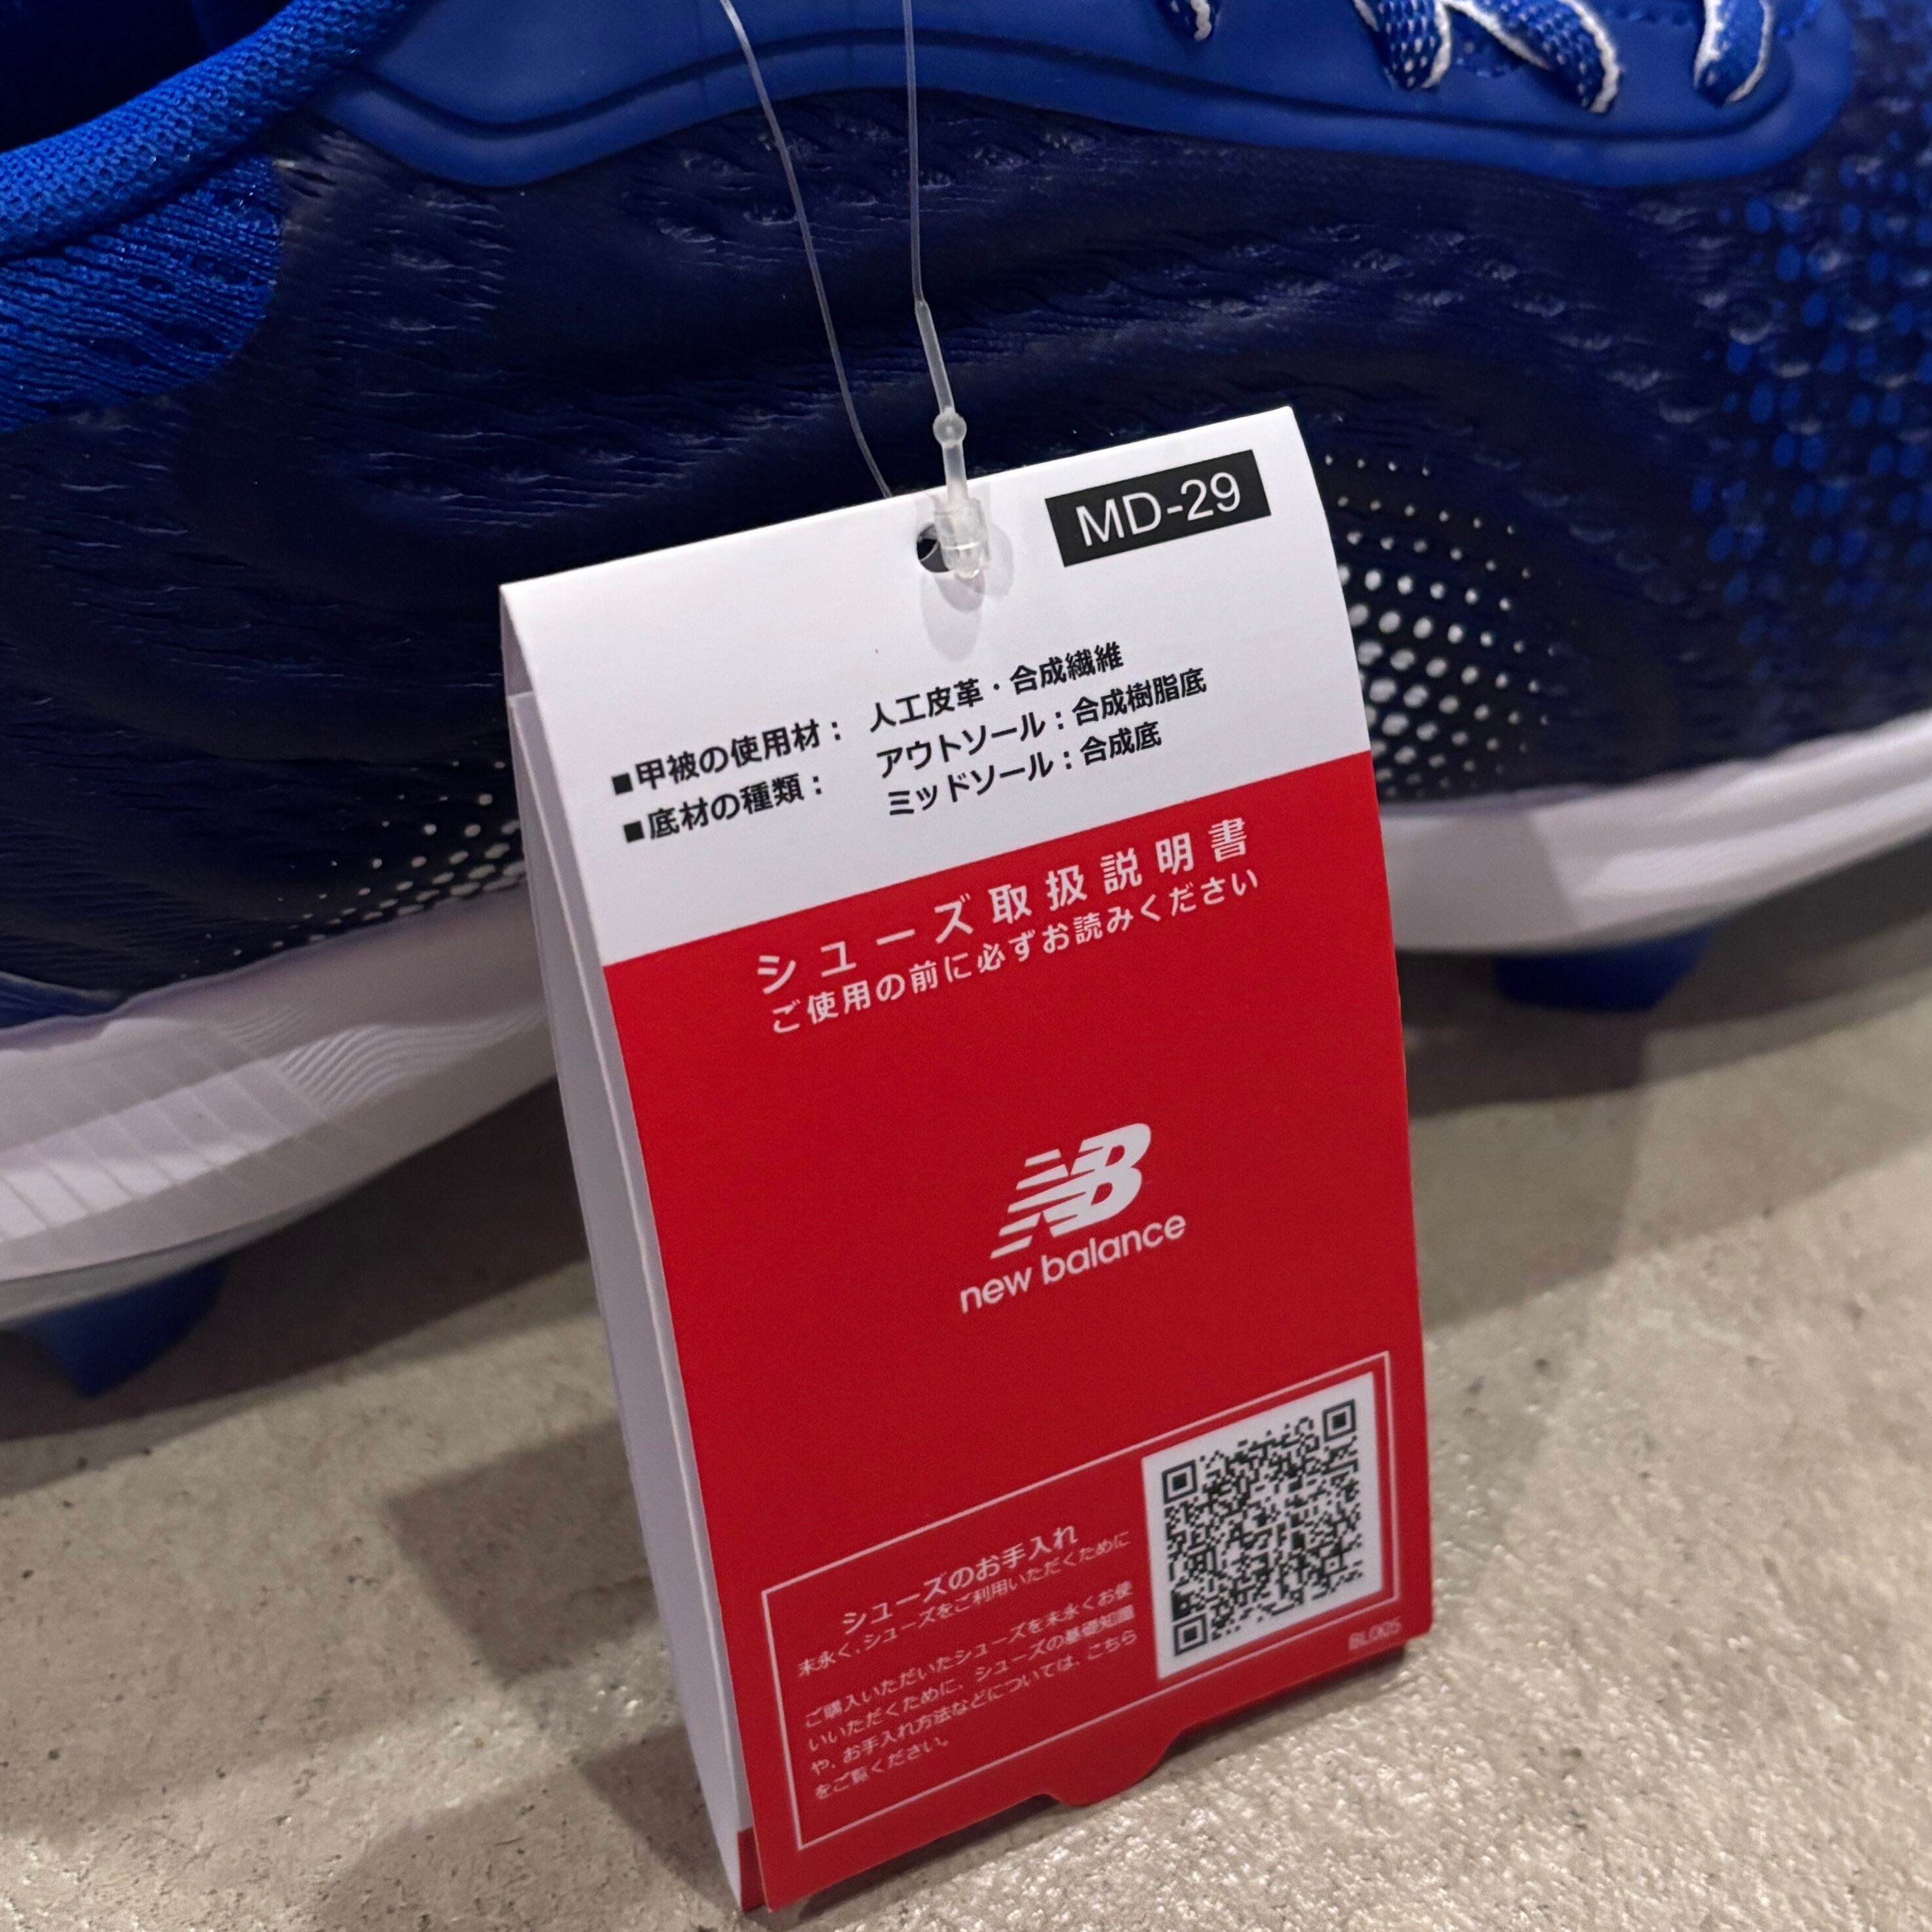 MD-29
■甲被の使用材： 人工皮革・合成繊維
■底材の種類： アウトソール：合成樹脂底
ミッドソール：合成底
シューズ取扱説明書
ご使用の前に必ずお読みください
NB
new balance
シューズのお手入れ
末永く、シューズをご利用いただくために
ご購入いただいたシューズを末永くお使
いいただくために、シューズの基礎知識
や、お手入れ方法などについては、こちら
をご覧ください。
BL005